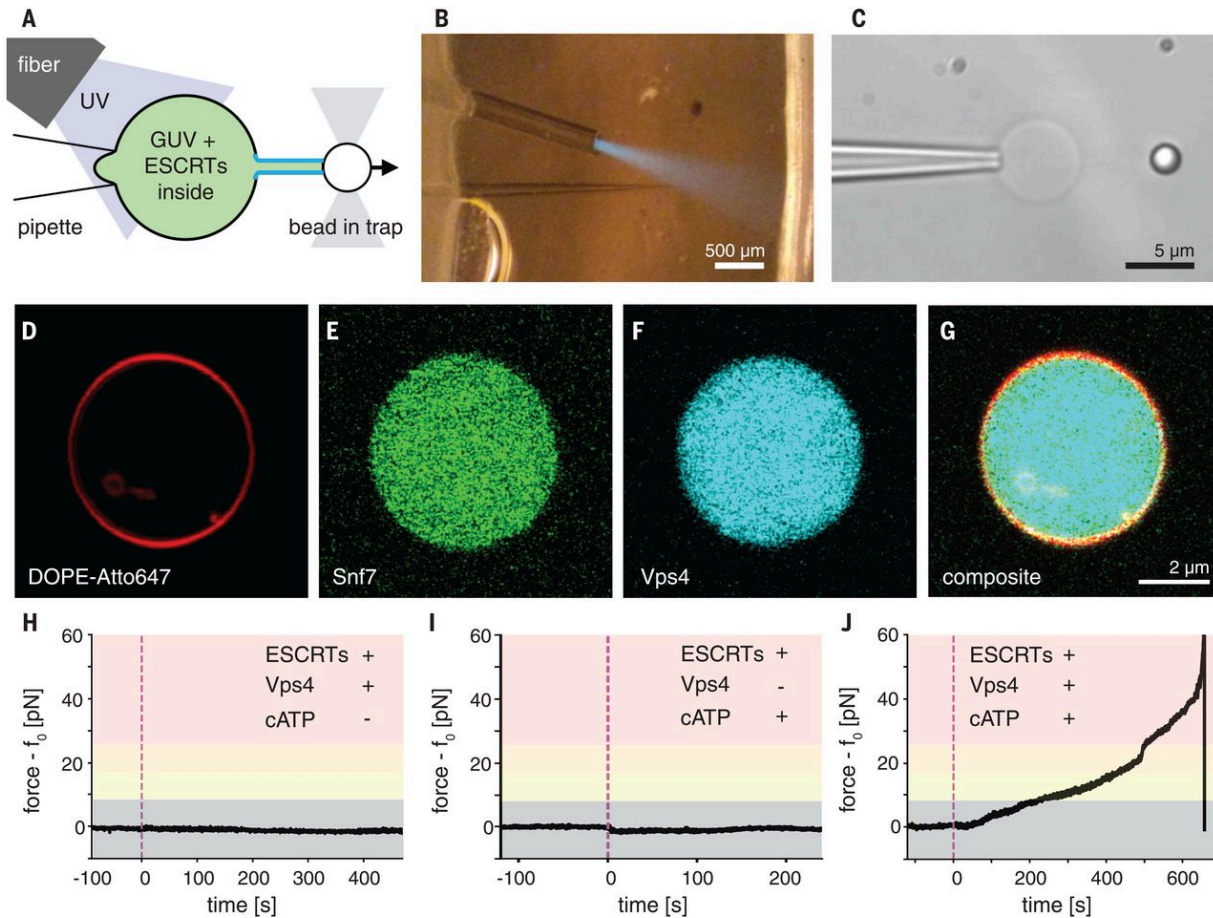 A
fiber
UV
GUV +
ESCRTs
inside
pipette
bead in trap
B
500 µm
C
5 µm
D
DOPE-Atto647
E
Snf7
F
Vps4
G
composite
2 µm
H
force - f₀ [pN]
60
40
20
0
ESCRTs +
Vps4 +
cATP -
-100 0 100 200 300 400
time [s]
I
force - f₀ [pN]
60
40
20
0
ESCRTs +
Vps4 -
cATP +
-100 0 100 200
time [s]
J
force - f₀ [pN]
60
40
20
0
ESCRTs +
Vps4 +
cATP +
0 200 400 600
time [s]